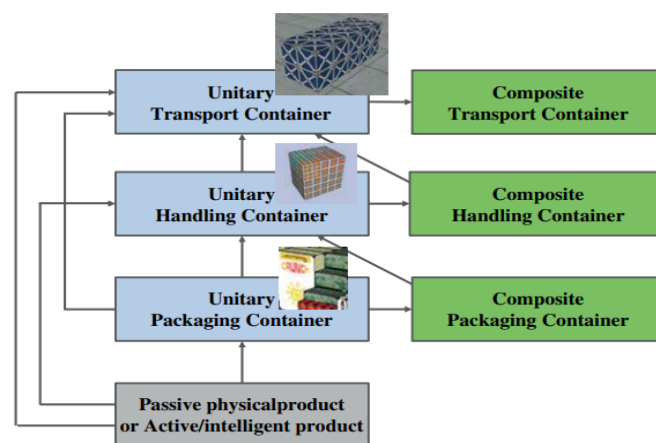 Unitary
Transport Container
Composite
Transport Container
Unitary
Handling Container
Composite
Handling Container
CRUNCH
Unitary
Packaging Container
Composite
Packaging Container
Passive physicalproduct
or Active/intelligent product